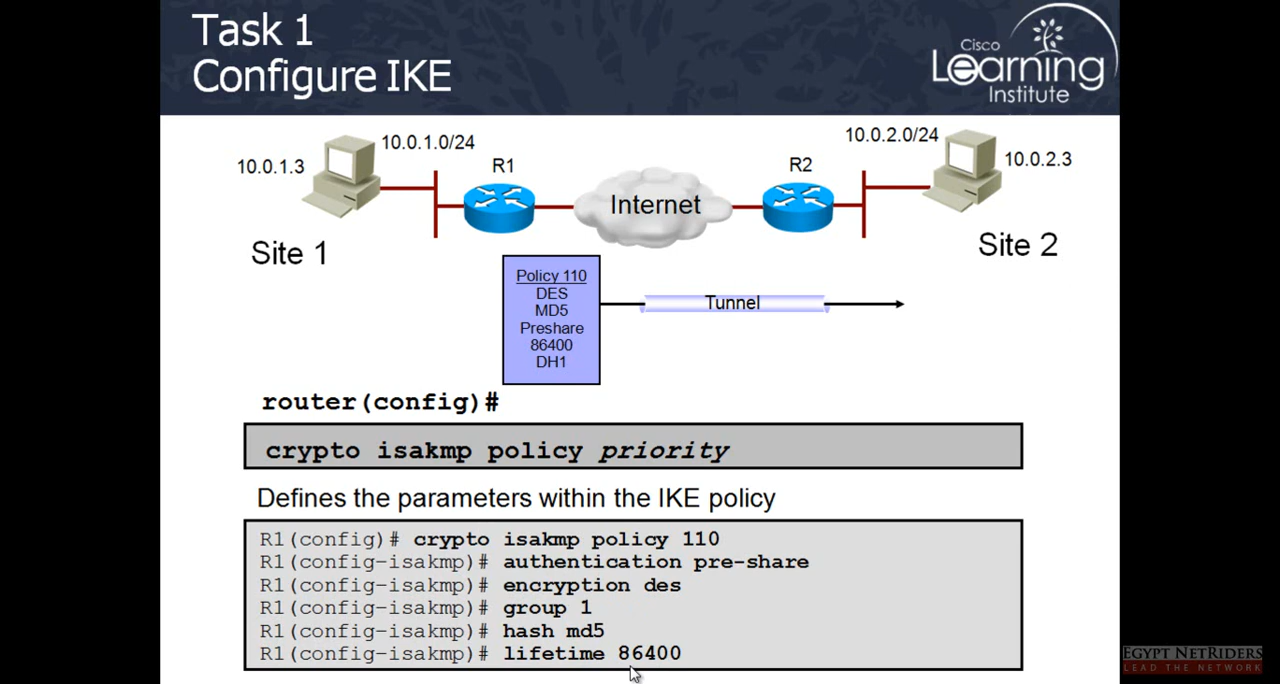 Task 1
Configure IKE
Cisco
Learning
Institute
10.0.1.0/24
10.0.2.0/24
10.0.1.3
R1
R2
10.0.2.3
Internet
Site 1
Site 2
Policy 110
DES
MD5
Preshare
86400
DH1
Tunnel
router(config)#
crypto isakmp policy priority
Defines the parameters within the IKE policy
R1(config)# crypto isakmp policy 110
R1(config-isakmp)# authentication pre-share
R1(config-isakmp)# encryption des
R1(config-isakmp)# group 1
R1(config-isakmp)# hash md5
R1(config-isakmp)# lifetime 86400
EGYPT NETRIDERS
LEAD THE NETWORK